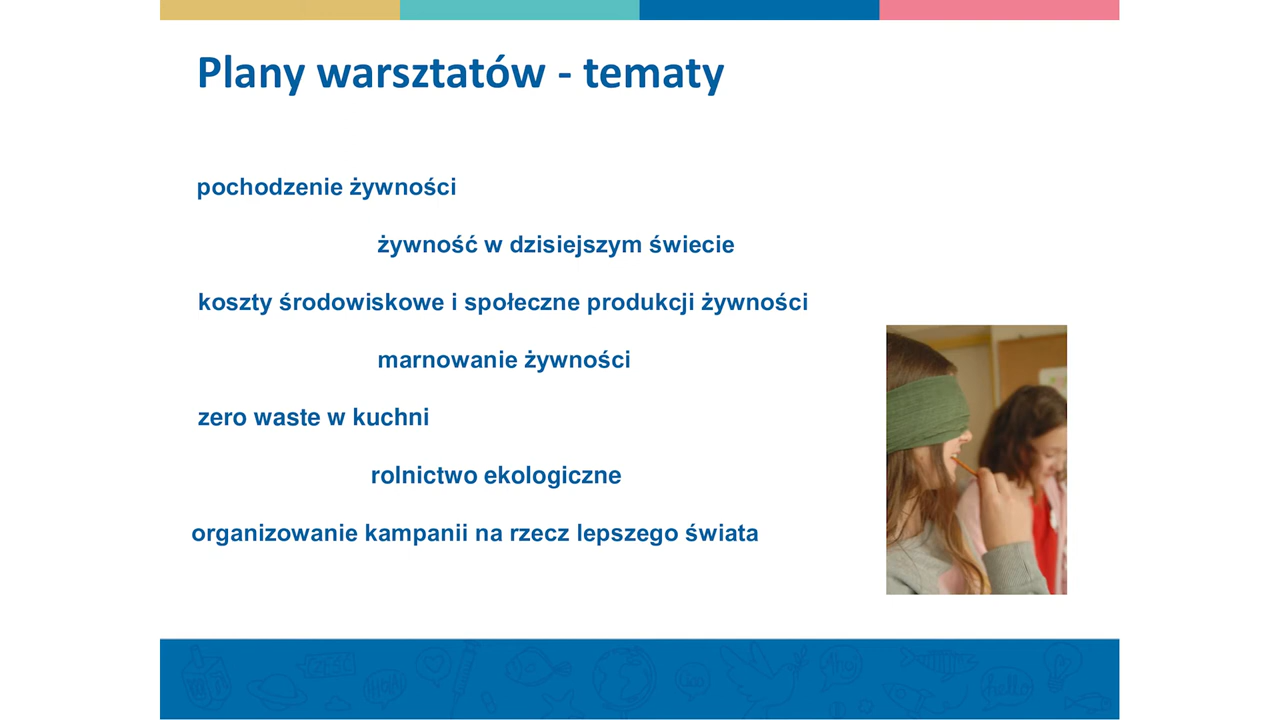 Plany warsztatów - tematy
pochodzenie żywności
żywność w dzisiejszym świecie
koszty środowiskowe i społeczne produkcji żywności
marnowanie żywności
zero waste w kuchni
rolnictwo ekologiczne
organizowanie kampanii na rzecz lepszego świata
hello